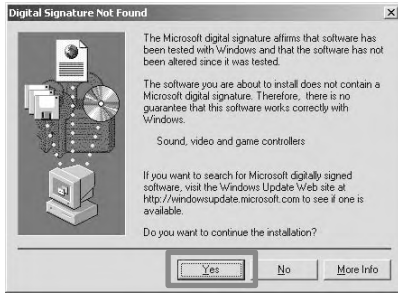 Digital Signature Not Found
The Microsoft digital signature affirms that software has
been tested with Windows and that the software has not
been altered since it was tested.
The software you are about to install does not contain a
Microsoft digital signature. Therefore, there is no
guarantee that this software works correctly with
Windows.
Sound, video and game controllers
If you want to search for Microsoft digitally signed
software, visit the Windows Update Web site at
http://windowsupdate.microsoft.com to see if one is
available.
Do you want to continue the installation?
Yes No More Info